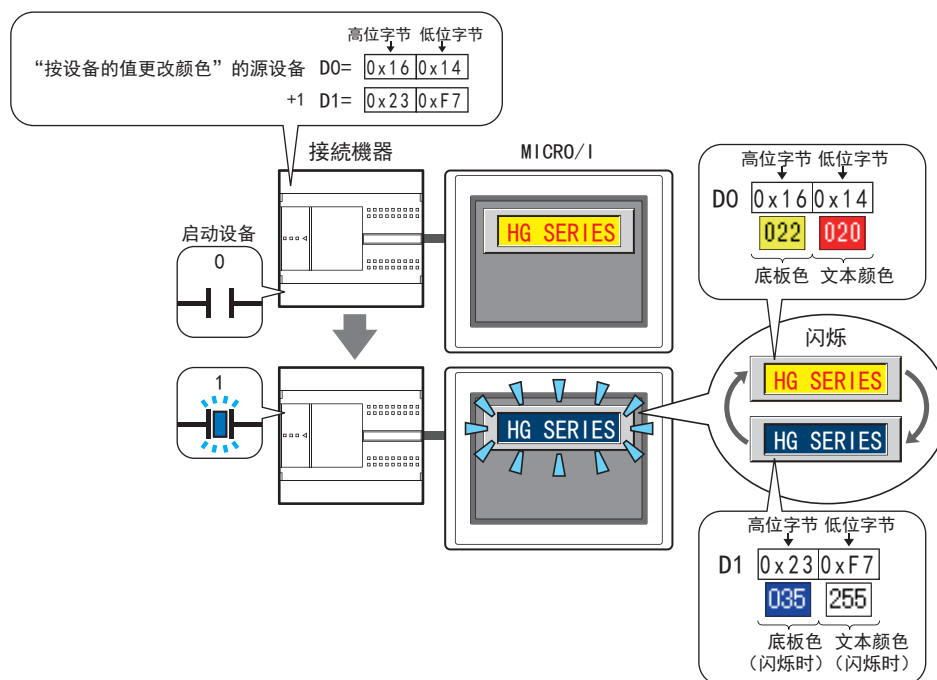 高位字节 低位字节
“按设备的值更改颜色”的源设备 D0= 0x16 0x14
+1 D1= 0x23 0xF7
接続機器
MICRO/I
高位字节 低位字节
D0 0x16 0x14
022 020
底板色 文本颜色
HG SERIES
启动设备
0
闪烁
HG SERIES
1
HG SERIES
HG SERIES
高位字节 低位字节
D1 0x23 0xF7
035 255
底板色 文本颜色
（闪烁时）（闪烁时）